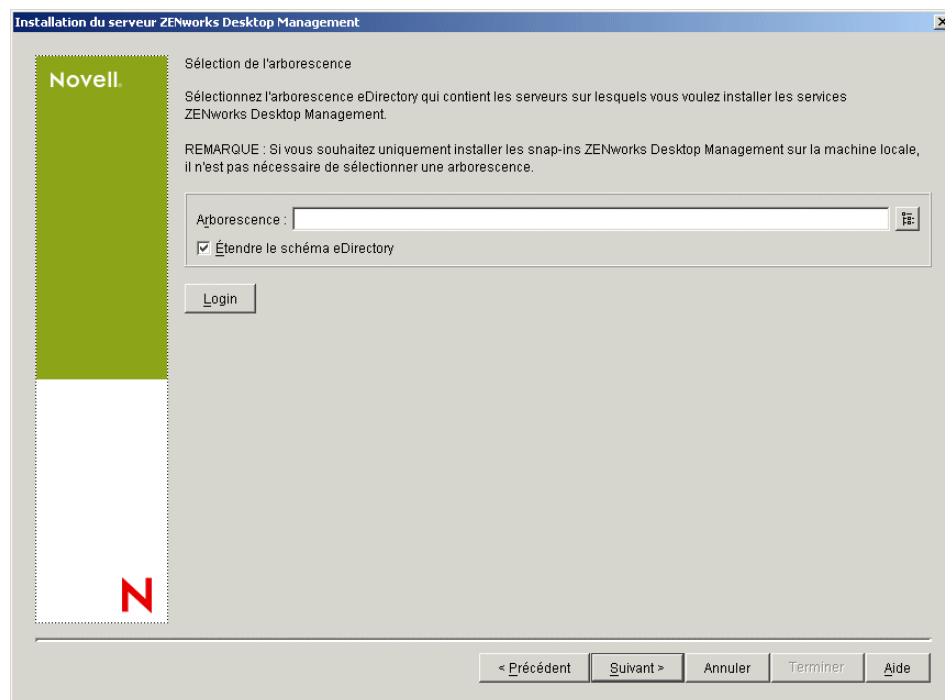 Installation du serveur ZENworks Desktop Management
Novell.
Sélection de l'arborescence
Sélectionnez l'arborescence eDirectory qui contient les serveurs sur lesquels vous voulez installer les services
ZENworks Desktop Management.
REMARQUE : Si vous souhaitez uniquement installer les snap-ins ZENworks Desktop Management sur la machine locale,
il n'est pas nécessaire de sélectionner une arborescence.
Arborescence :
Étendre le schéma eDirectory
Login
N
< Précédent
Suivant >
Annuler
Terminer
Aide